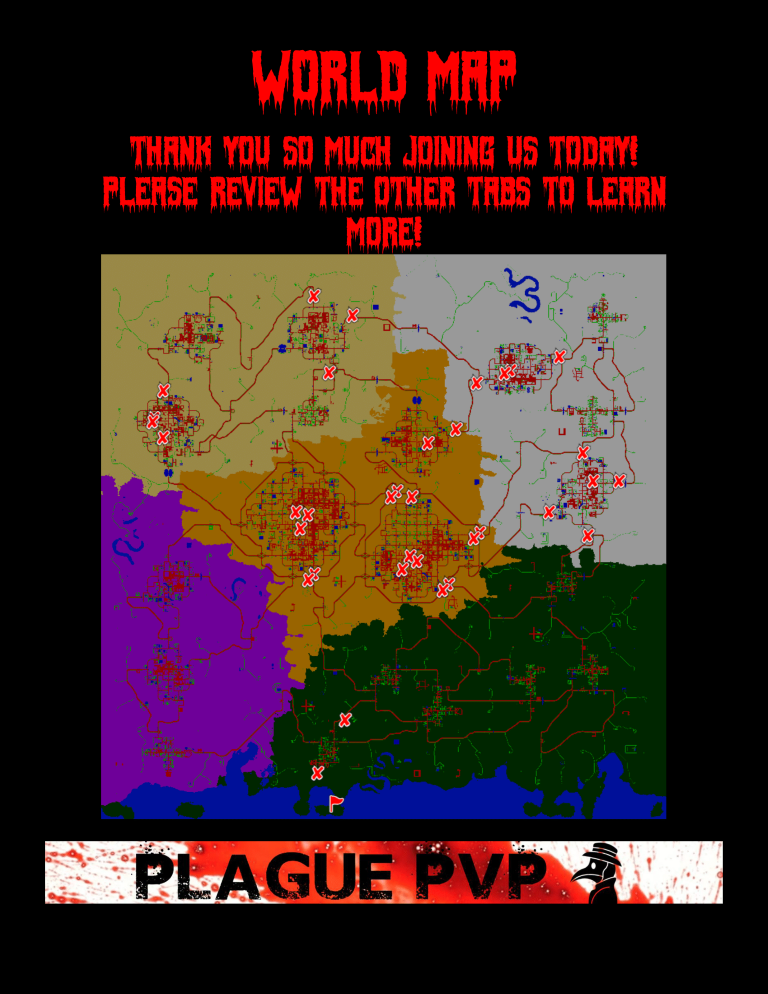 WORLD MAP
THANK YOU SO MUCH JOINING US TODAY!
PLEASE REVIEW THE OTHER TABS TO LEARN
MORE!
PLAGUE PVP